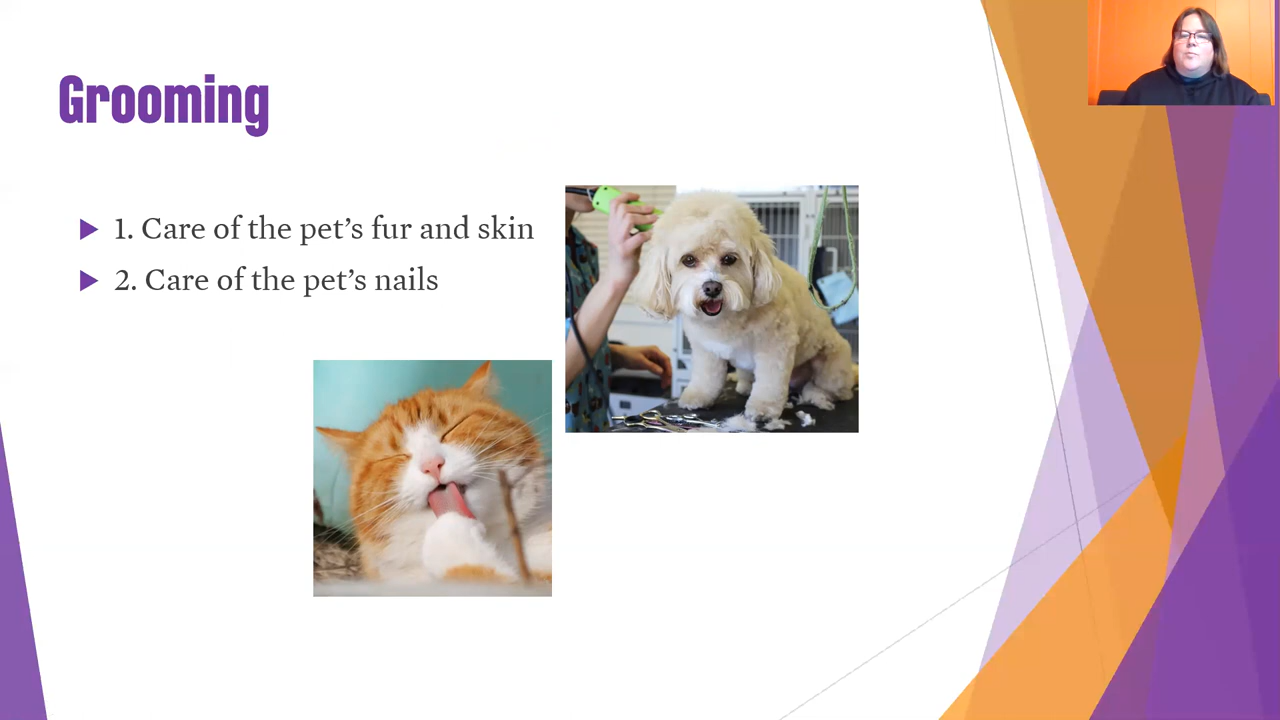 Grooming
1. Care of the pet’s fur and skin
2. Care of the pet’s nails